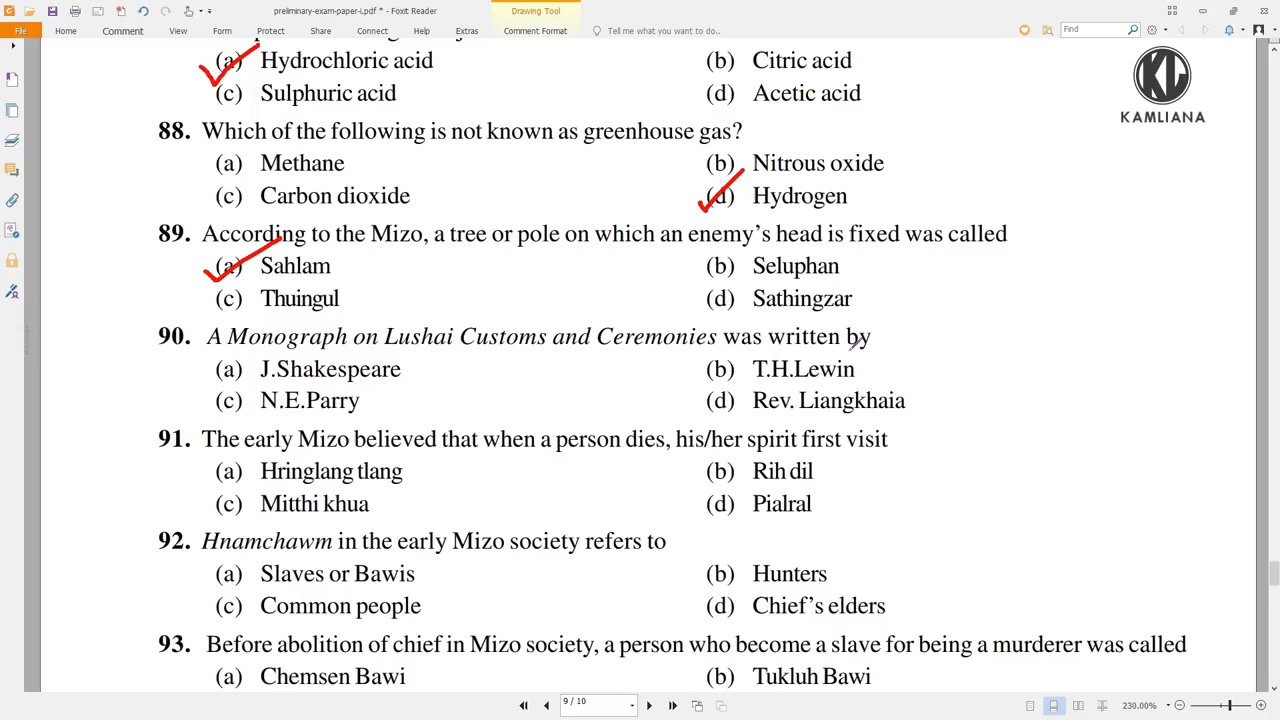 preliminary-exam-paper-i.pdf * - Foxit Reader
Drawing Tool
Home Comment View Form Protect Share Connect Help Extras Comment Format Tell me what you want to do.. Find
(a) Hydrochloric acid (b) Citric acid
(c) Sulphuric acid (d) Acetic acid
KAMLIANA
88. Which of the following is not known as greenhouse gas?
(a) Methane (b) Nitrous oxide
(c) Carbon dioxide (d) Hydrogen
89. According to the Mizo, a tree or pole on which an enemy's head is fixed was called
(a) Sahlam (b) Seluphan
(c) Thuingul (d) Sathingzar
90. A Monograph on Lushai Customs and Ceremonies was written by
(a) J.Shakespeare (b) T.H.Lewin
(c) N.E.Parry (d) Rev. Liangkhaia
91. The early Mizo believed that when a person dies, his/her spirit first visit
(a) Hringlang tlang (b) Rih dil
(c) Mitthi khua (d) Pialral
92. Hnamchawm in the early Mizo society refers to
(a) Slaves or Bawis (b) Hunters
(c) Common people (d) Chief's elders
93. Before abolition of chief in Mizo society, a person who become a slave for being a murderer was called
(a) Chemsen Bawi (b) Tukluh Bawi
9 / 10 230.00%